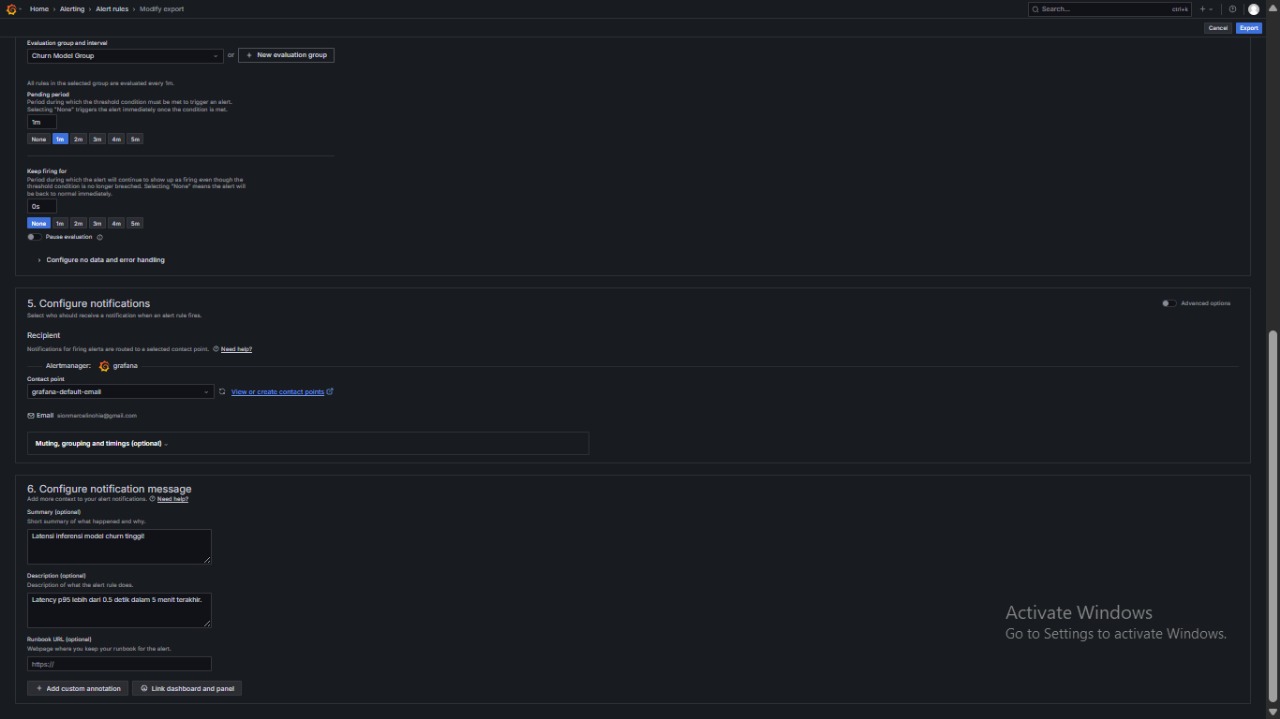 Home › Alerting › Alert rules › Modify export
Search... ctrl+k
Cancel Export
Evaluation group and interval
Churn Model Group or + New evaluation group
All rules in the selected group are evaluated every 1m.
Pending period
Period during which the threshold condition must be met to trigger an alert.
Selecting "None" triggers the alert immediately once the condition is met.
1m
None 1m 2m 3m 4m 5m
Keep firing for
Period during which the alert will continue to show up as firing even though the
threshold condition is no longer breached. Selecting "None" means the alert will
be back to normal immediately.
0s
None 1m 2m 3m 4m 5m
Pause evaluation
› Configure no data and error handling
5. Configure notifications
Advanced options
Select who should receive a notification when an alert rule fires.
Recipient
Notifications for firing alerts are routed to a selected contact point. Need help?
Alertmanager: grafana
Contact point
grafana-default-email View or create contact points
Email
Muting, grouping and timings (optional)
6. Configure notification message
Add more context to your alert notifications. Need help?
Summary (optional)
Short summary of what happened and why.
Latensi inferensi model churn tinggi!
Description (optional)
Description of what the alert rule does.
Latency p95 lebih dari 0.5 detik dalam 5 menit terakhir.
Runbook URL (optional)
Webpage where you keep your runbook for the alert.
https://
+ Add custom annotation Link dashboard and panel
Activate Windows
Go to Settings to activate Windows.